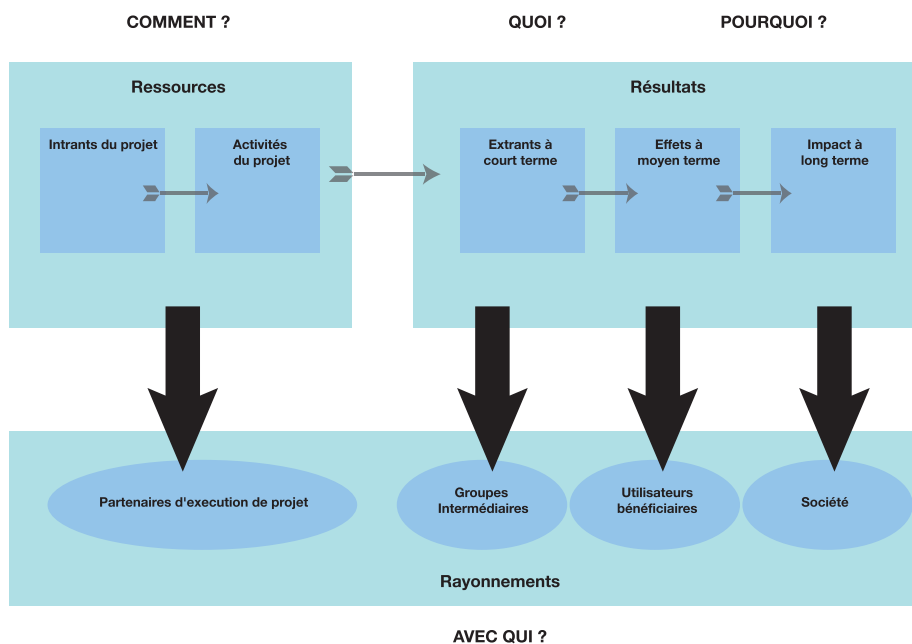 COMMENT ?
QUOI ?
POURQUOI ?
Ressources
Résultats
Intrants du projet
Activités
du projet
Extrants à
court terme
Effets à
moyen terme
Impact à
long terme
Partenaires d'execution de projet
Groupes
Intermédiaires
Utilisateurs
bénéficiaires
Société
Rayonnements
AVEC QUI ?